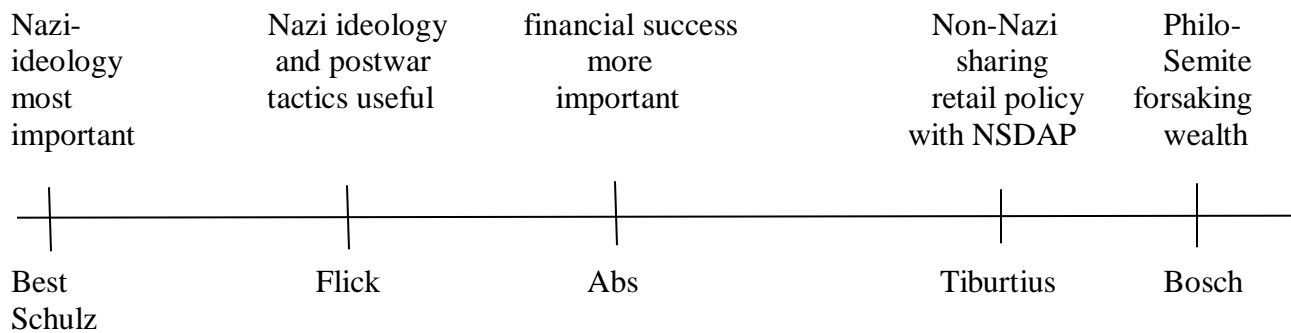 Nazi-
ideology
most
important
Nazi ideology
and postwar
tactics useful
financial success
more
important
Non-Nazi
sharing
retail policy
with NSDAP
Philo-
Semite
forsaking
wealth
Best
Schulz
Flick
Abs
Tiburtius
Bosch